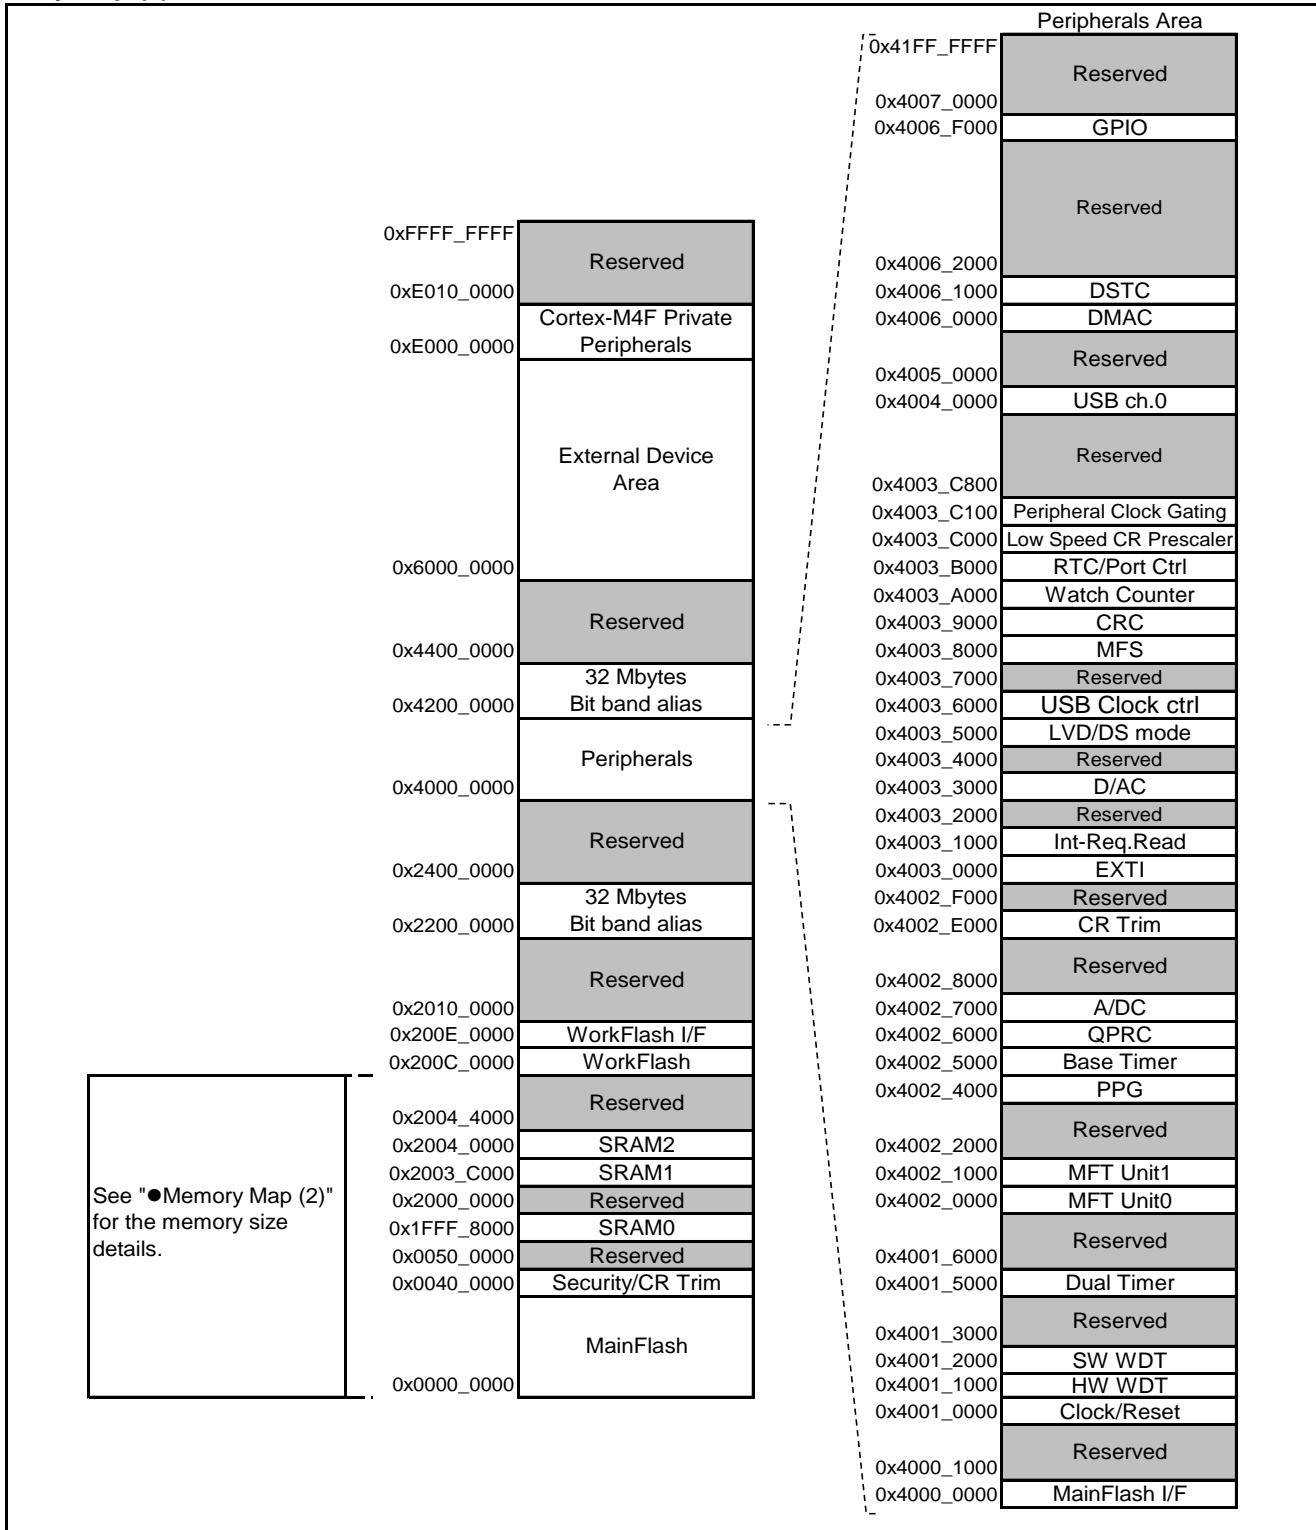 Peripherals Area
0x41FF_FFFF
Reserved
0x4007_0000
0x4006_F000 GPIO
Reserved
0x4006_2000
0x4006_1000 DSTC
0x4006_0000 DMAC
Reserved
0x4005_0000
0x4004_0000 USB ch.0
Reserved
0x4003_C800
0x4003_C100 Peripheral Clock Gating
0x4003_C000 Low Speed CR Prescaler
0x4003_B000 RTC/Port Ctrl
0x4003_A000 Watch Counter
0x4003_9000 CRC
0x4003_8000 MFS
0x4003_7000 Reserved
0x4003_6000 USB Clock ctrl
0x4003_5000 LVD/DS mode
0x4003_4000 Reserved
0x4003_3000 D/AC
0x4003_2000 Reserved
0x4003_1000 Int-Req.Read
0x4003_0000 EXTI
0x4002_F000 Reserved
0x4002_E000 CR Trim
Reserved
0x4002_8000
0x4002_7000 A/DC
0x4002_6000 QPRC
0x4002_5000 Base Timer
0x4002_4000 PPG
Reserved
0x4002_2000
0x4002_1000 MFT Unit1
0x4002_0000 MFT Unit0
Reserved
0x4001_6000
0x4001_5000 Dual Timer
Reserved
0x4001_3000
0x4001_2000 SW WDT
0x4001_1000 HW WDT
0x4001_0000 Clock/Reset
Reserved
0x4000_1000
0x4000_0000 MainFlash I/F
0xFFFF_FFFF
Reserved
0xE010_0000
Cortex-M4F Private
0xE000_0000 Peripherals
External Device
Area
0x6000_0000
Reserved
0x4400_0000
32 Mbytes
0x4200_0000 Bit band alias
Peripherals
0x4000_0000
Reserved
0x2400_0000
32 Mbytes
0x2200_0000 Bit band alias
Reserved
0x2010_0000
0x200E_0000 WorkFlash I/F
0x200C_0000 WorkFlash
Reserved
0x2004_4000
0x2004_0000 SRAM2
0x2003_C000 SRAM1
0x2000_0000 Reserved
0x1FFF_8000 SRAM0
0x0050_0000 Reserved
0x0040_0000 Security/CR Trim
MainFlash
0x0000_0000
See "●Memory Map (2)"
for the memory size
details.